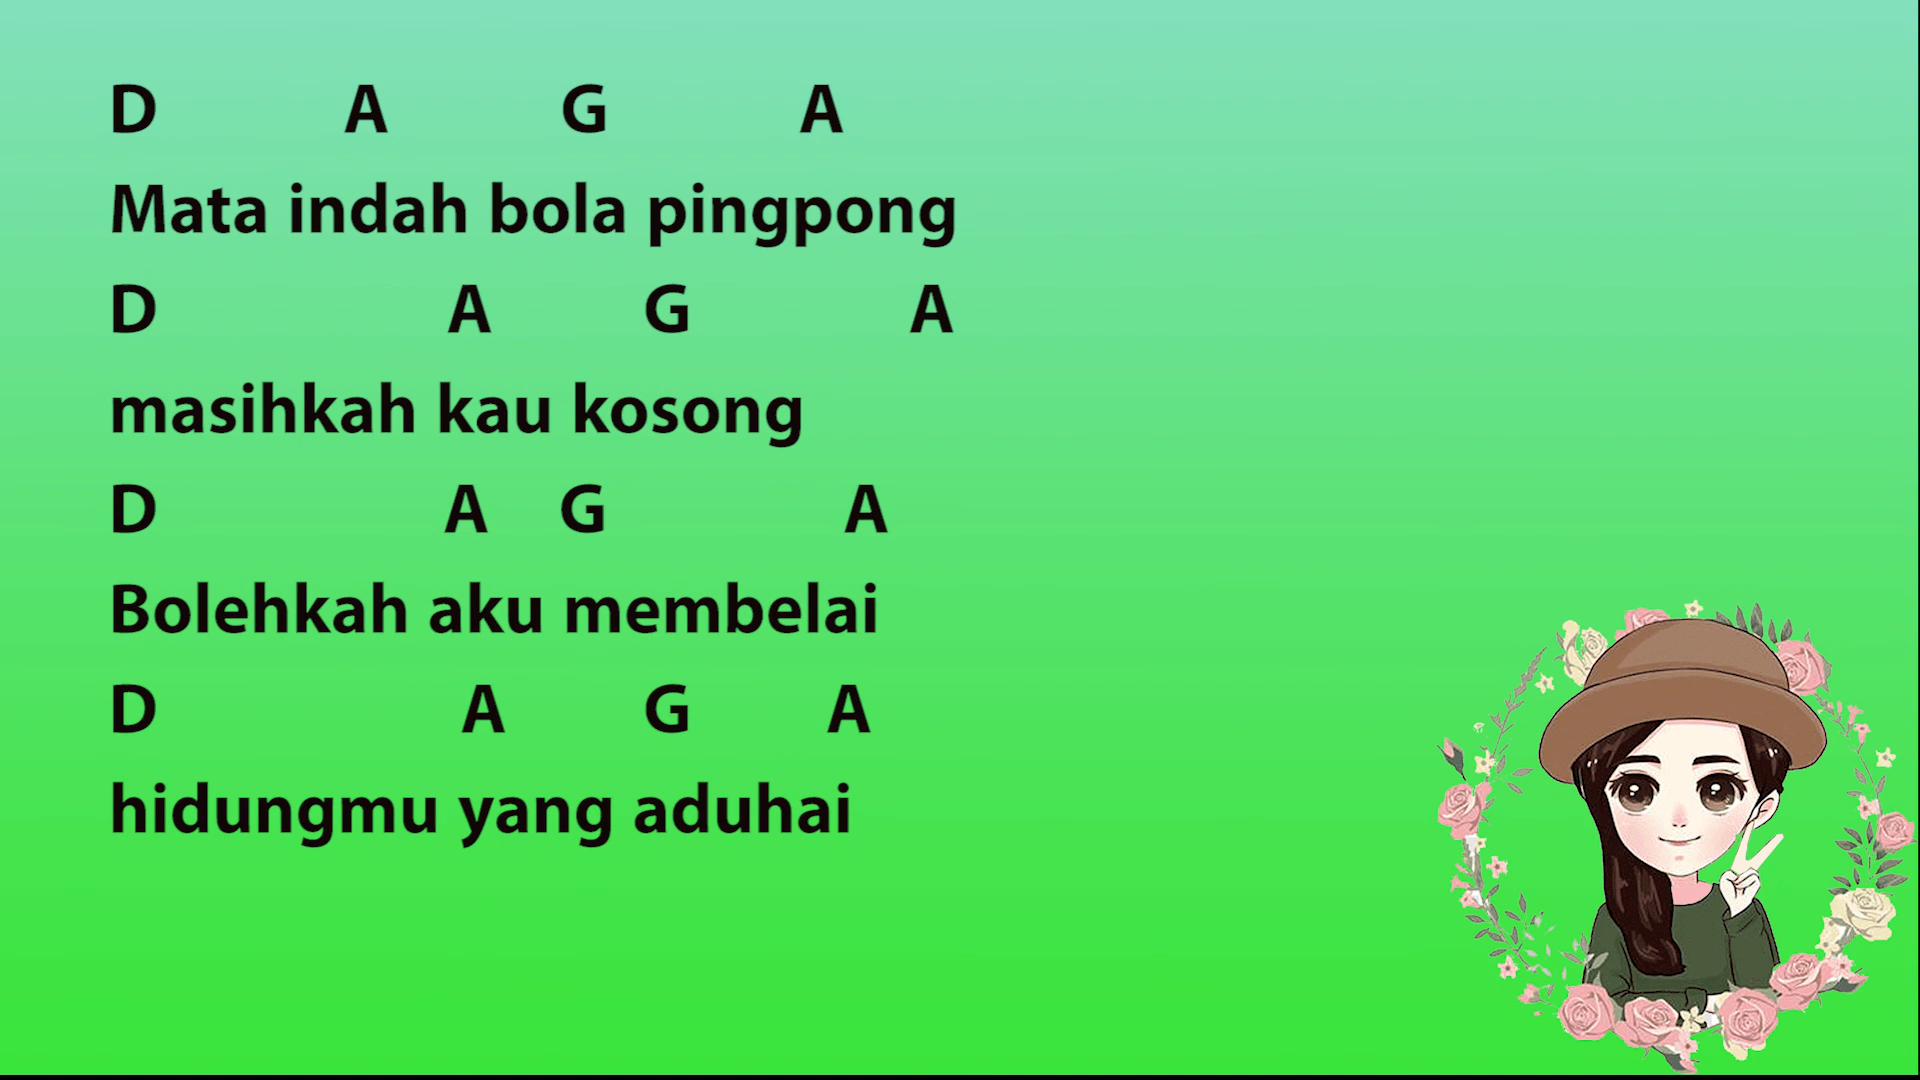 D A G A
Mata indah bola pingpong
D A G A
masihkah kau kosong
D A G A
Bolehkah aku membelai
D A G A
hidungmu yang aduhai